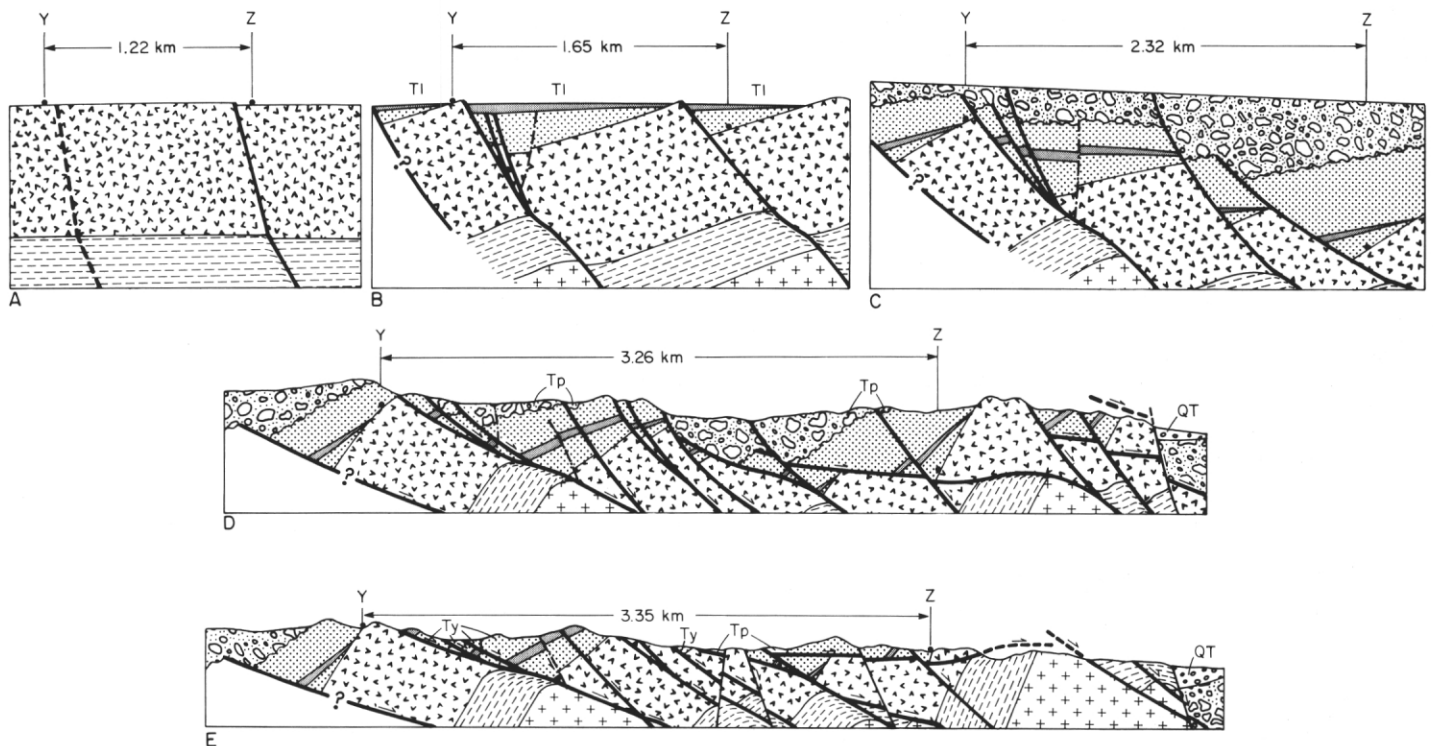 Y Z Y Z Y Z
1.22 km 1.65 km 2.32 km
Tl Tl Tl
? ?
A B C
Y Z
3.26 km
Tp Tp
QT
?
D
Y Z
3.35 km
Ty Ty Tp
QT
?
E